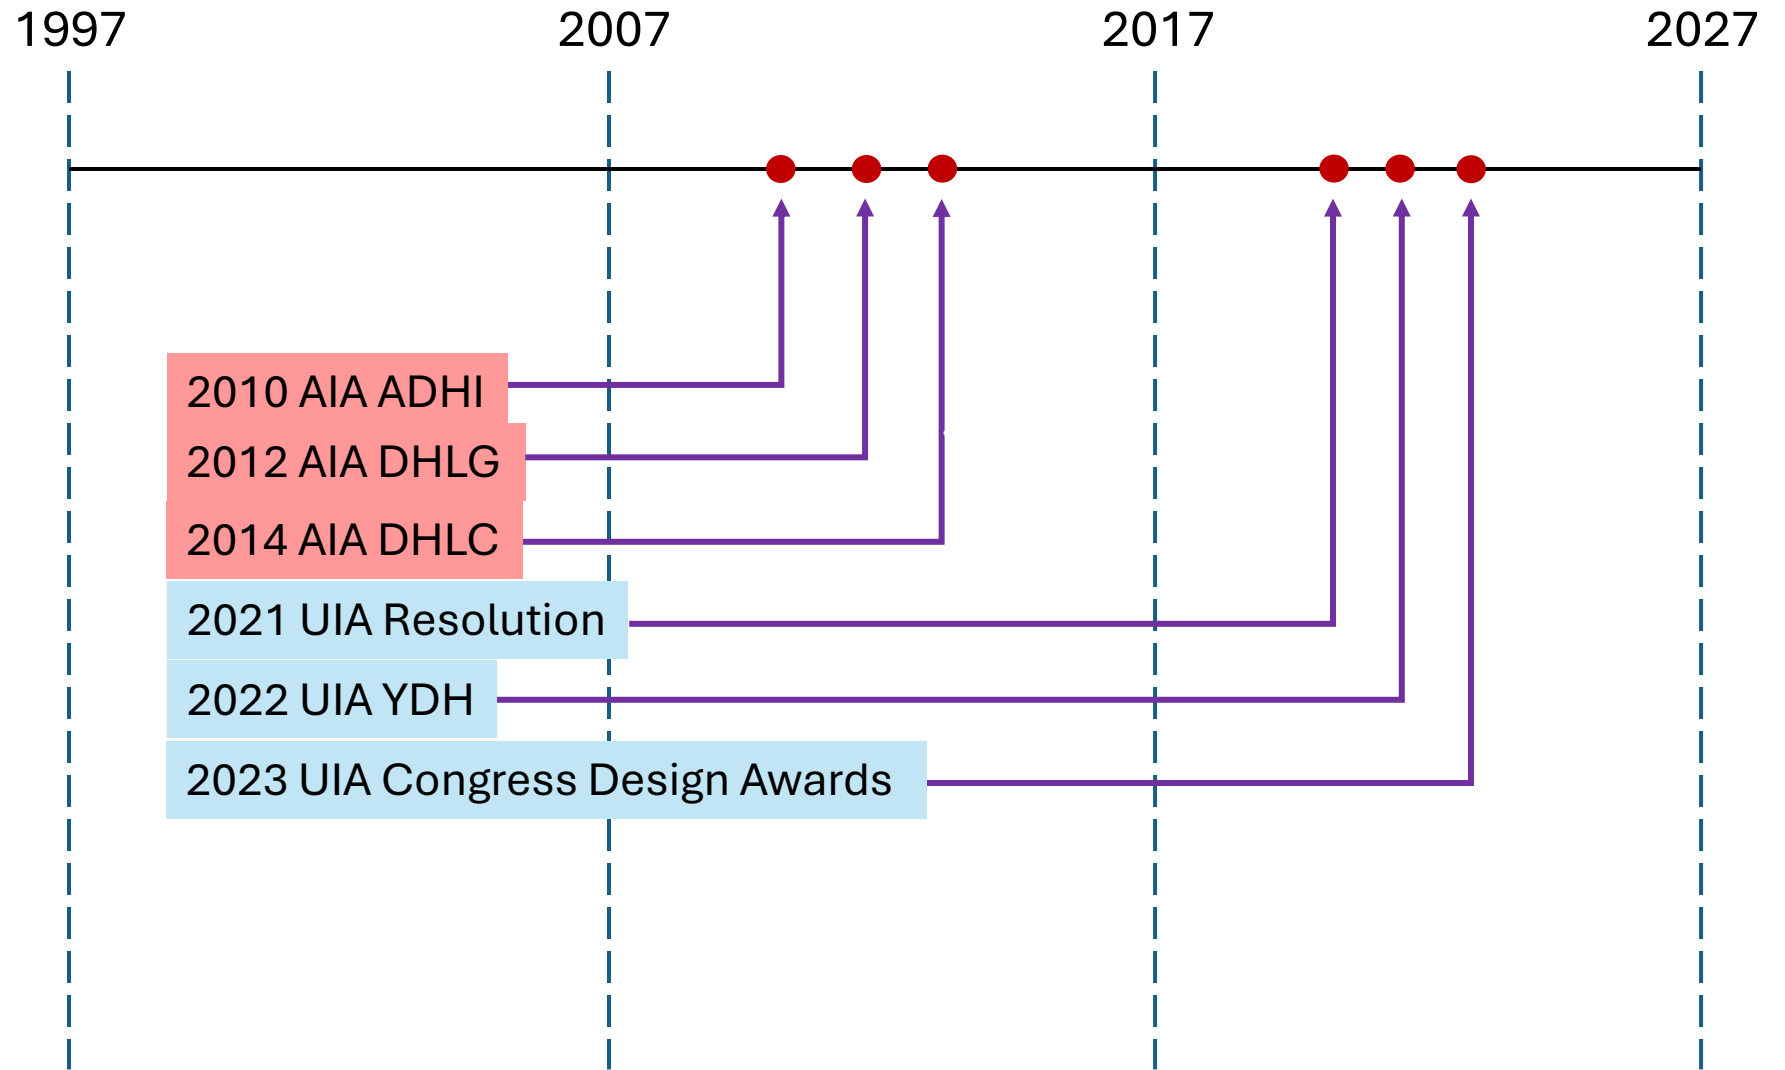 1997 2007 2017 2027
2010 AIA ADHI
2012 AIA DHLG
2014 AIA DHLC
2021 UIA Resolution
2022 UIA YDH
2023 UIA Congress Design Awards